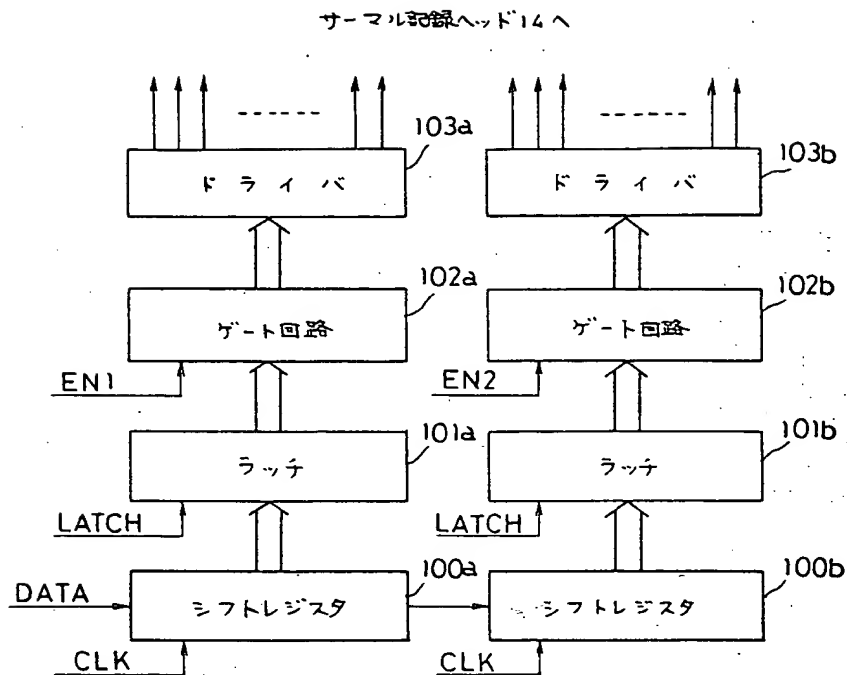 サーマル記録ヘッド14へ
103a
103b
ドライバ
ドライバ
102a
102b
ゲート回路
ゲート回路
EN1
EN2
101a
101b
ラッチ
ラッチ
LATCH
LATCH
100a
100b
DATA
シフトレジスタ
シフトレジスタ
CLK
CLK